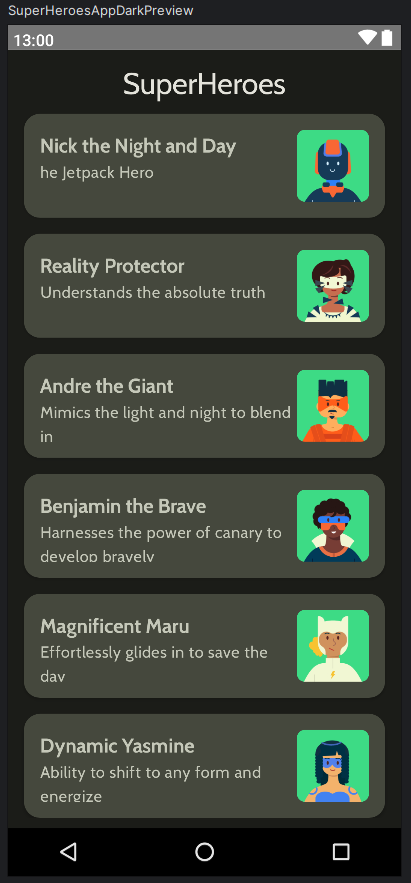 SuperHeroesAppDarkPreview
13:00
SuperHeroes
Nick the Night and Day
he Jetpack Hero
Reality Protector
Understands the absolute truth
Andre the Giant
Mimics the light and night to blend
in
Benjamin the Brave
Harnesses the power of canary to
develop bravely
Magnificent Maru
Effortlessly glides in to save the
day
Dynamic Yasmine
Ability to shift to any form and
energize